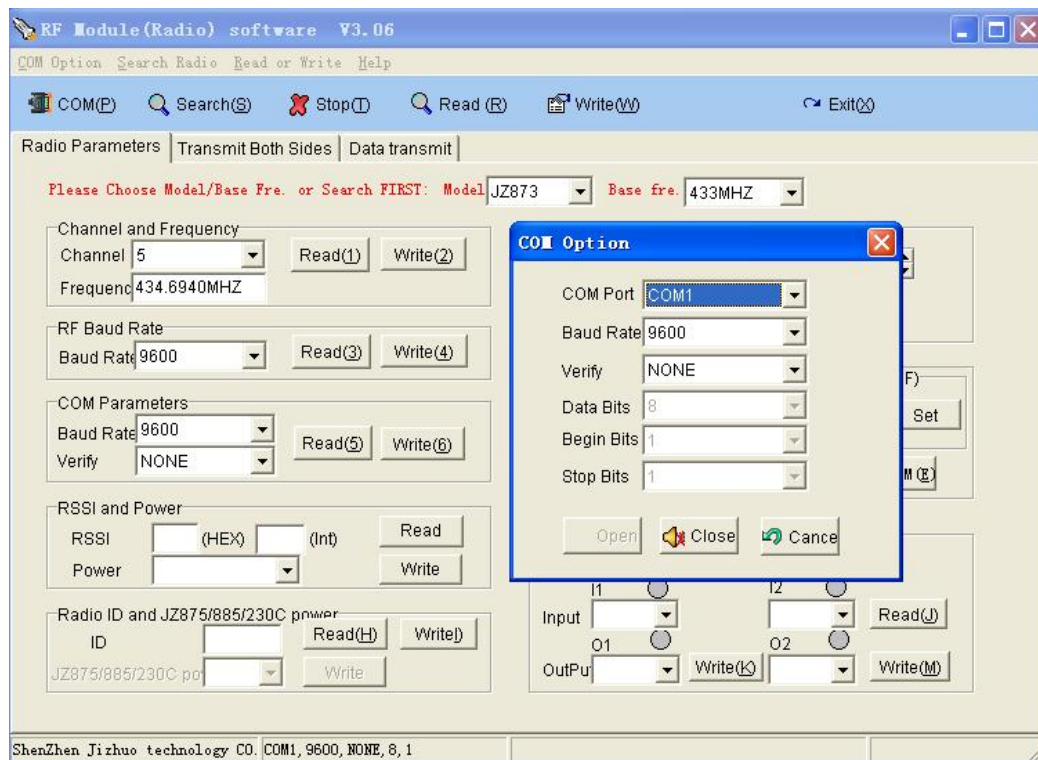 RF Module(Radio) software  V3.06
COM Option  Search Radio  Read or Write  Help
COM(P)  Search(S)  Stop(T)  Read (R)  Write(W)  Exit(X)
Radio Parameters  Transmit Both Sides  Data transmit
Please Choose Model/Base Fre. or Search FIRST:  Model JZ873  Base fre. 433MHZ
Channel and Frequency
Channel 5  Read(1)  Write(2)
Frequenc 434.6940MHZ
RF Baud Rate
Baud Rate 9600  Read(3)  Write(4)
COM Parameters
Baud Rate 9600
Verify NONE  Read(5)  Write(6)
RSSI and Power
RSSI  (HEX)  (Int)  Read
Power  Write
Radio ID and JZ875/885/230C power
ID  Read(H)  Write(I)
JZ875/885/230C po  Write
COM Option
COM Port COM1
Baud Rate 9600
Verify NONE
Data Bits 8
Begin Bits 1
Stop Bits 1
Open  Close  Cance
F)
Set
M(E)
I1  I2
Input  Read(J)
O1  O2
OutPu  Write(K)  Write(M)
ShenZhen Jizhuo technology CO.  COM1, 9600, NONE, 8, 1